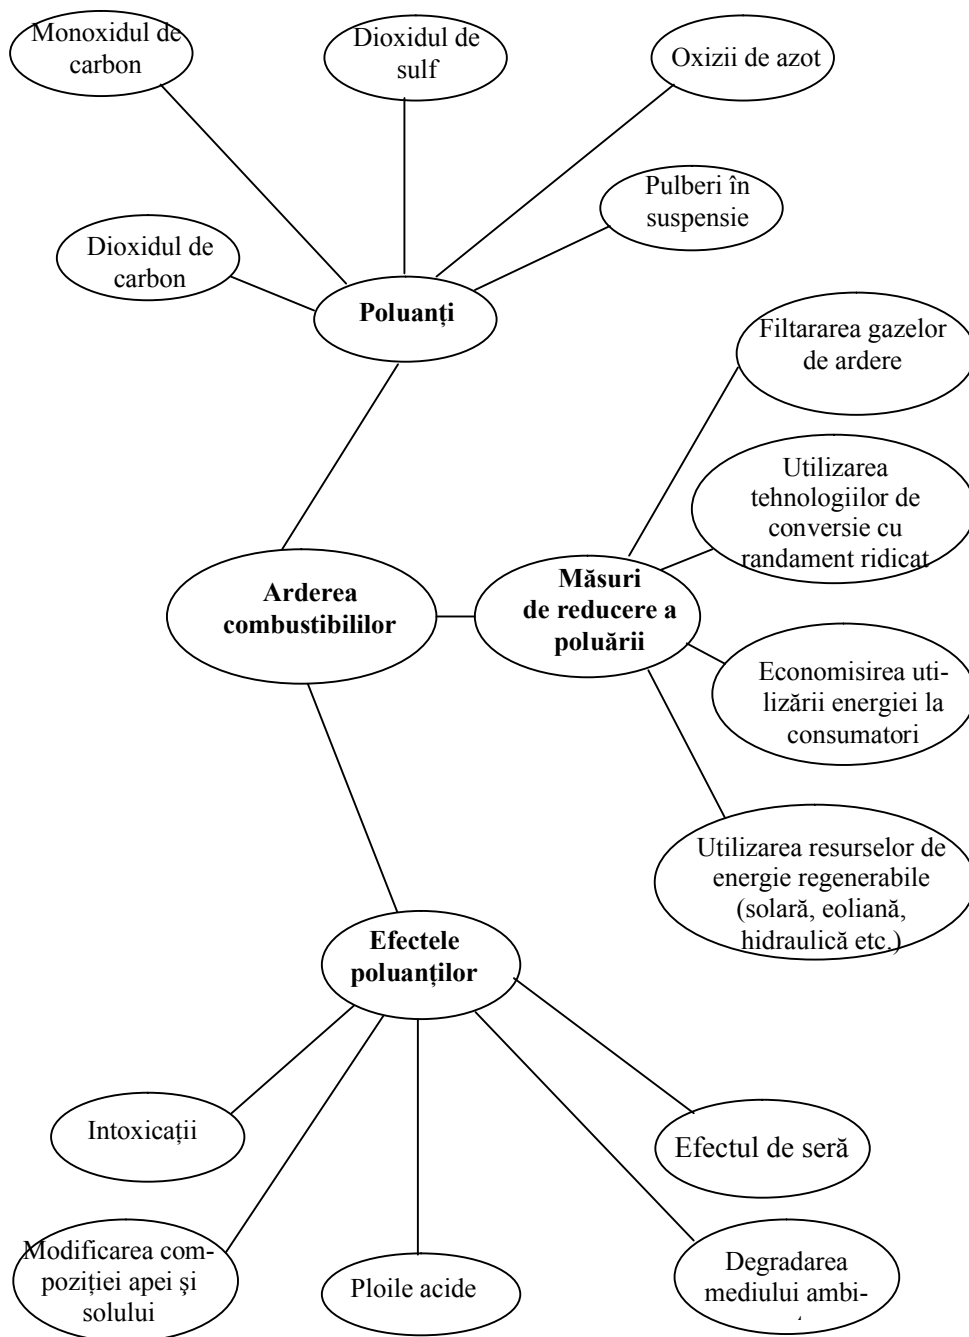 Monoxidul de
carbon
Dioxidul de
sulf
Oxizii de azot
Pulberi în
suspensie
Dioxidul de
carbon
Poluanți
Filtararea gazelor
de ardere
Utilizarea
tehnologiilor de
conversie cu
randament ridicat
Arderea
combustibililor
Măsuri
de reducere a
poluării
Economisirea uti-
lizării energiei la
consumatori
Utilizarea resurselor de
energie regenerabile
(solară, eoliană,
hidraulică etc.)
Efectele
poluanților
Intoxicații
Efectul de seră
Modificarea com-
poziției apei și
solului
Ploile acide
Degradarea
mediului ambi-